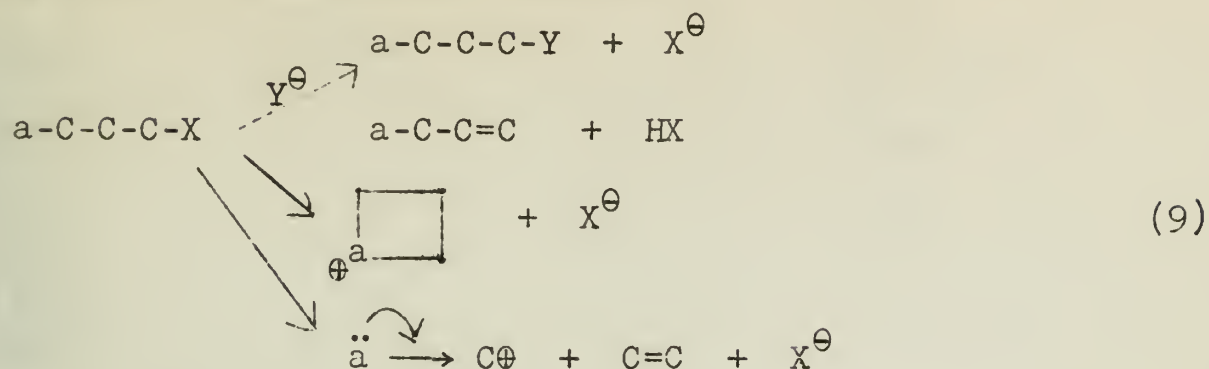 a-C-C-C-Y + X⊖
Y⊖
a-C-C-C-X a-C-C=C + HX
a + X⊖ (9)
⊕
ä C⊕ + C=C + X⊖